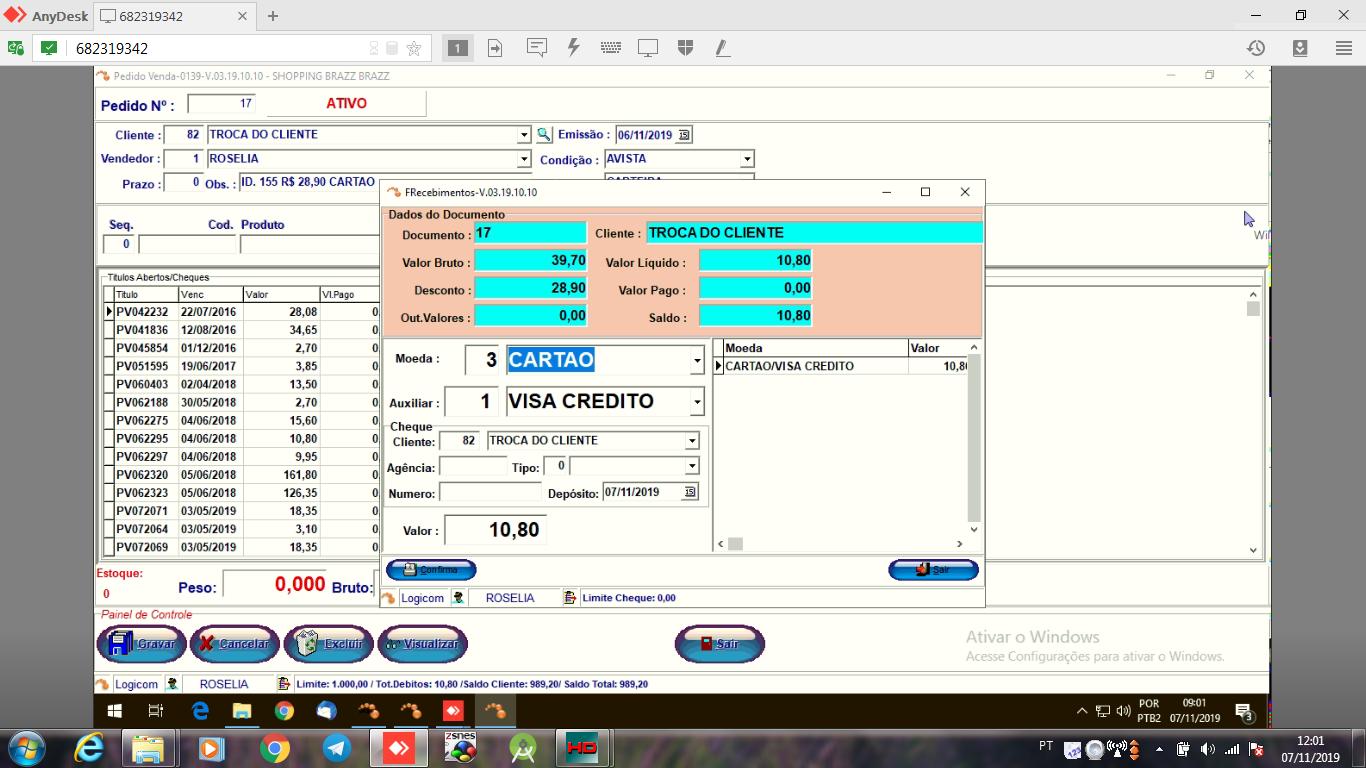 AnyDesk 682319342
682319342 1
Pedido Venda-0139-V.03.19.10.10 - SHOPPING BRAZZ BRAZZ
Pedido Nº : 17 ATIVO
Cliente : 82 TROCA DO CLIENTE Emissão : 06/11/2019 15
Vendedor : 1 ROSELIA Condição : AVISTA
Prazo : 0 Obs. : ID. 155 R$ 28,90 CARTAO
Seq. Cod. Produto
0
Titulos Abertos/Cheques
Titulo Venc Valor Vl.Pago
PV042232 22/07/2016 28,08 0,
PV041836 12/08/2016 34,65 0,
PV045854 01/12/2016 2,70 0,
PV051595 19/06/2017 3,85 0,
PV060403 02/04/2018 13,50 0,
PV062188 30/05/2018 2,70 0,
PV062275 04/06/2018 15,60 0,
PV062295 04/06/2018 10,80 0,
PV062297 04/06/2018 9,95 0,
PV062320 05/06/2018 161,80 0,
PV062323 05/06/2018 126,35 0,
PV072071 03/05/2019 18,35 0,
PV072064 03/05/2019 3,10 0,
PV072069 03/05/2019 18,35 0,
FRecebimentos-V.03.19.10.10
Dados do Documento
Documento : 17 Cliente : TROCA DO CLIENTE
Valor Bruto : 39,70 Valor Líquido : 10,80
Desconto : 28,90 Valor Pago : 0,00
Out.Valores : 0,00 Saldo : 10,80
Moeda : 3 CARTAO
Auxiliar : 1 VISA CREDITO
Cheque
Cliente: 82 TROCA DO CLIENTE
Agência: Tipo: 0
Numero: Depósito: 07/11/2019 15
Valor : 10,80
Moeda Valor
CARTAO/VISA CREDITO 10,80
Confirma Sair
Logicom ROSELIA Limite Cheque: 0,00
Estoque:
0
Peso: 0,000 Bruto:
Painel de Controle
Gravar Cancelar Excluir Visualizar Sair
Ativar o Windows
Acesse Configurações para ativar o Windows.
Logicom ROSELIA Limite: 1.000,00 / Tot.Debitos: 10,80 /Saldo Cliente: 989,20/ Saldo Total: 989,20
POR 09:01
PTB2 07/11/2019 3
zsnes HD PT 12:01
07/11/2019